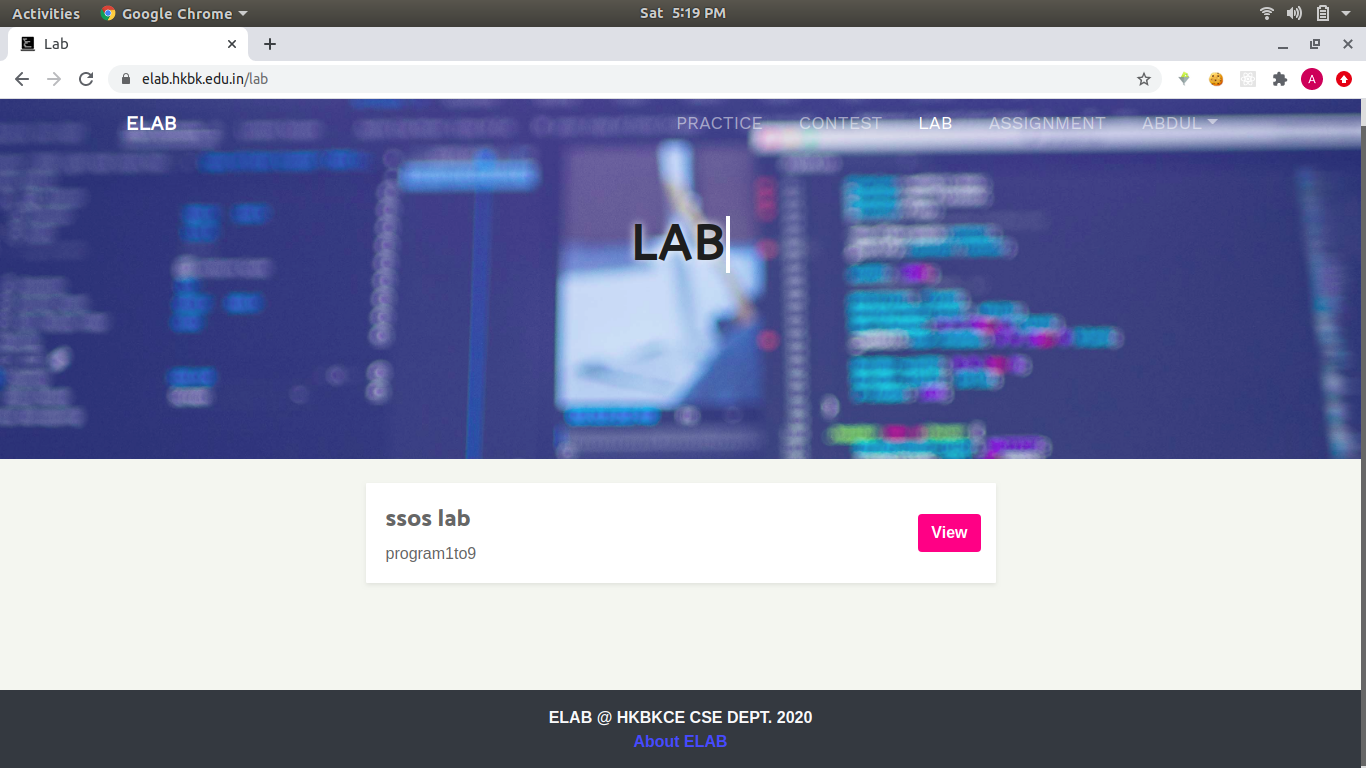 Activities Google Chrome Sat 5:19 PM
Lab
elab.hkbk.edu.in/lab
A
ELAB PRACTICE CONTEST LAB ASSIGNMENT ABDUL
LAB
ssos lab
View
program1to9
ELAB @ HKBKCE CSE DEPT. 2020
About ELAB